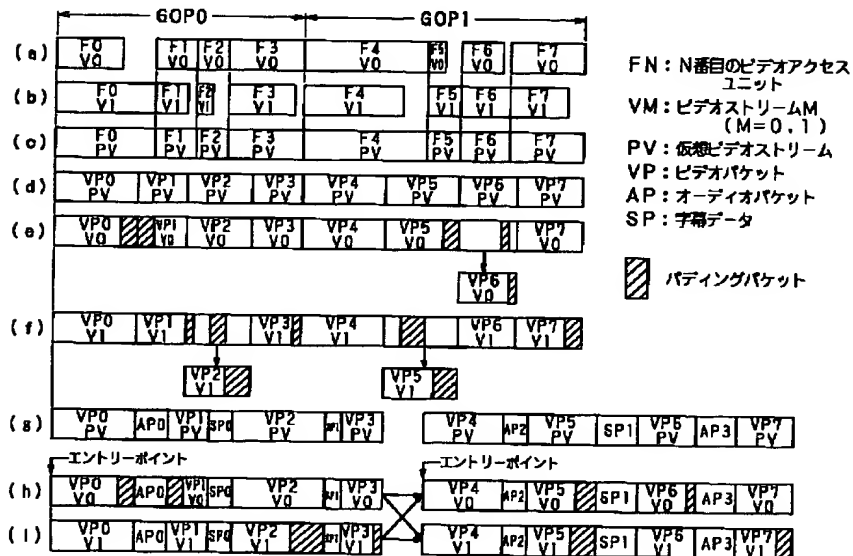 GOP0 GOP1
(a) F0 V0 F1 V0 F2 V0 F3 V0 F4 V0 F5 V0 F6 V0 F7 V0
(b) F0 V1 F1 V1 F2 V1 F3 V1 F4 V1 F5 V1 F6 V1 F7 V1
(c) F0 PV F1 PV F2 PV F3 PV F4 PV F5 PV F6 PV F7 PV
(d) VP0 PV VP1 PV VP2 PV VP3 PV VP4 PV VP5 PV VP6 PV VP7 PV
(e) VP0 V0 VP1 V0 VP2 V0 VP3 V0 VP4 V0 VP5 V0 VP7 V0
VP6 V0
(f) VP0 V1 VP1 V1 VP3 V1 VP4 V1 VP6 V1 VP7 V1
VP2 V1 VP5 V1
(g) VP0 PV AP0 VP1 PV SP0 VP2 PV AP1 VP3 PV VP4 PV AP2 VP5 PV SP1 VP6 PV AP3 VP7 PV
エントリーポイント エントリーポイント
(h) VP0 V0 AP0 VP1 V0 SP0 VP2 V0 AP1 VP3 V0 VP4 V0 AP2 VP5 V0 SP1 VP6 V0 AP3 VP7 V0
(i) VP0 V1 AP0 VP1 V1 SP0 VP2 V1 AP1 VP3 V1 VP4 V1 AP2 VP5 V1 SP1 VP6 V1 AP3 VP7 V1
FN:N番目のビデオアクセス
ユニット
VM:ビデオストリームM
(M=0.1)
PV:仮想ビデオストリーム
VP:ビデオパケット
AP:オーディオパケット
SP:字幕データ
パディングパケット